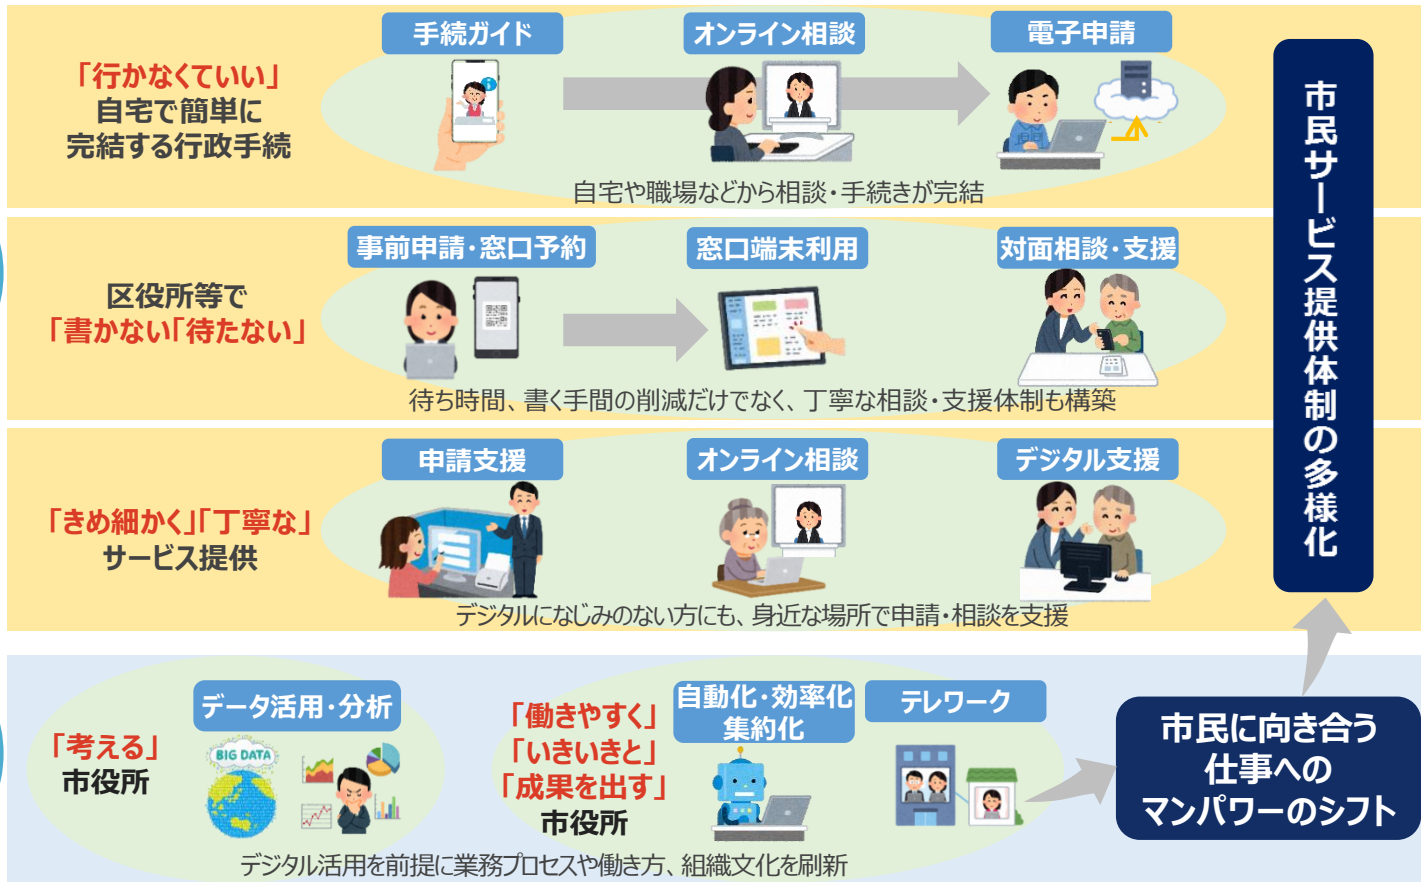 手続ガイド
オンライン相談
電子申請
「行かなくていい」
自宅で簡単に
完結する行政手続
自宅や職場などから相談・手続きが完結
事前申請・窓口予約
窓口端末利用
対面相談・支援
区役所等で
「書かない「待たない」
待ち時間、書く手間の削減だけでなく、丁寧な相談・支援体制も構築
申請支援
オンライン相談
デジタル支援
「きめ細かく」「丁寧な」
サービス提供
デジタルになじみのない方にも、身近な場所で申請・相談を支援
市民サービス提供体制の多様化
データ活用・分析
「考える」
市役所
BIG DATA
「働きやすく」
「いきいきと」
「成果を出す」
市役所
自動化・効率化
集約化
テレワーク
デジタル活用を前提に業務プロセスや働き方、組織文化を刷新
市民に向き合う
仕事への
マンパワーのシフト